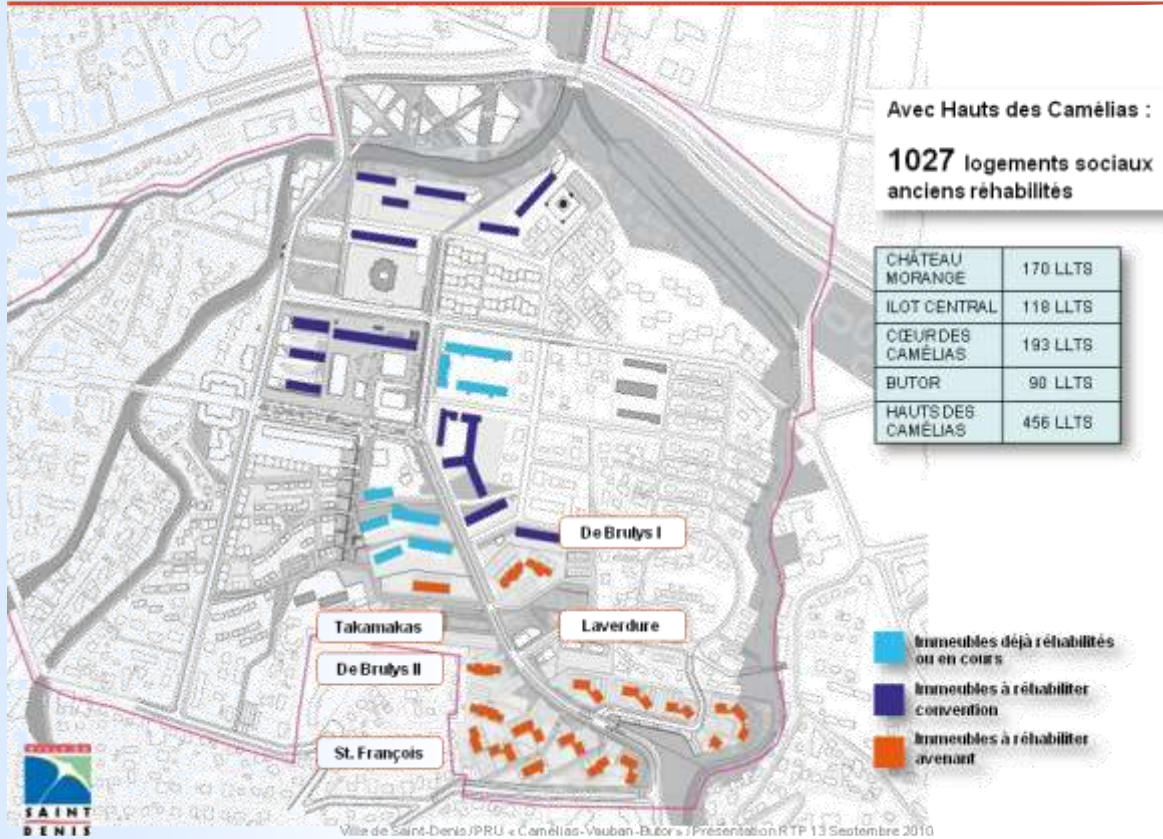 Avec Hauts des Camélias :
1027 logements sociaux
anciens réhabilités
CHÂTEAU
MORANGE
170 LLTS
ILOT CENTRAL
118 LLTS
CŒUR DES
CAMÉLIAS
193 LLTS
BUTOR
90 LLTS
HAUTS DES
CAMÉLIAS
456 LLTS
De Brulys I
Takamakas
Laverdure
De Brulys II
St. François
Immeubles déjà réhabilités
ou en cours
Immeubles à réhabiliter
convention
Immeubles à réhabiliter
avenant
VILLE DE
SAINT
DENIS
Ville de Saint-Denis / PRU « Camélias-Vauban-Butor » / Présentation RTP 13 Septembre 2010